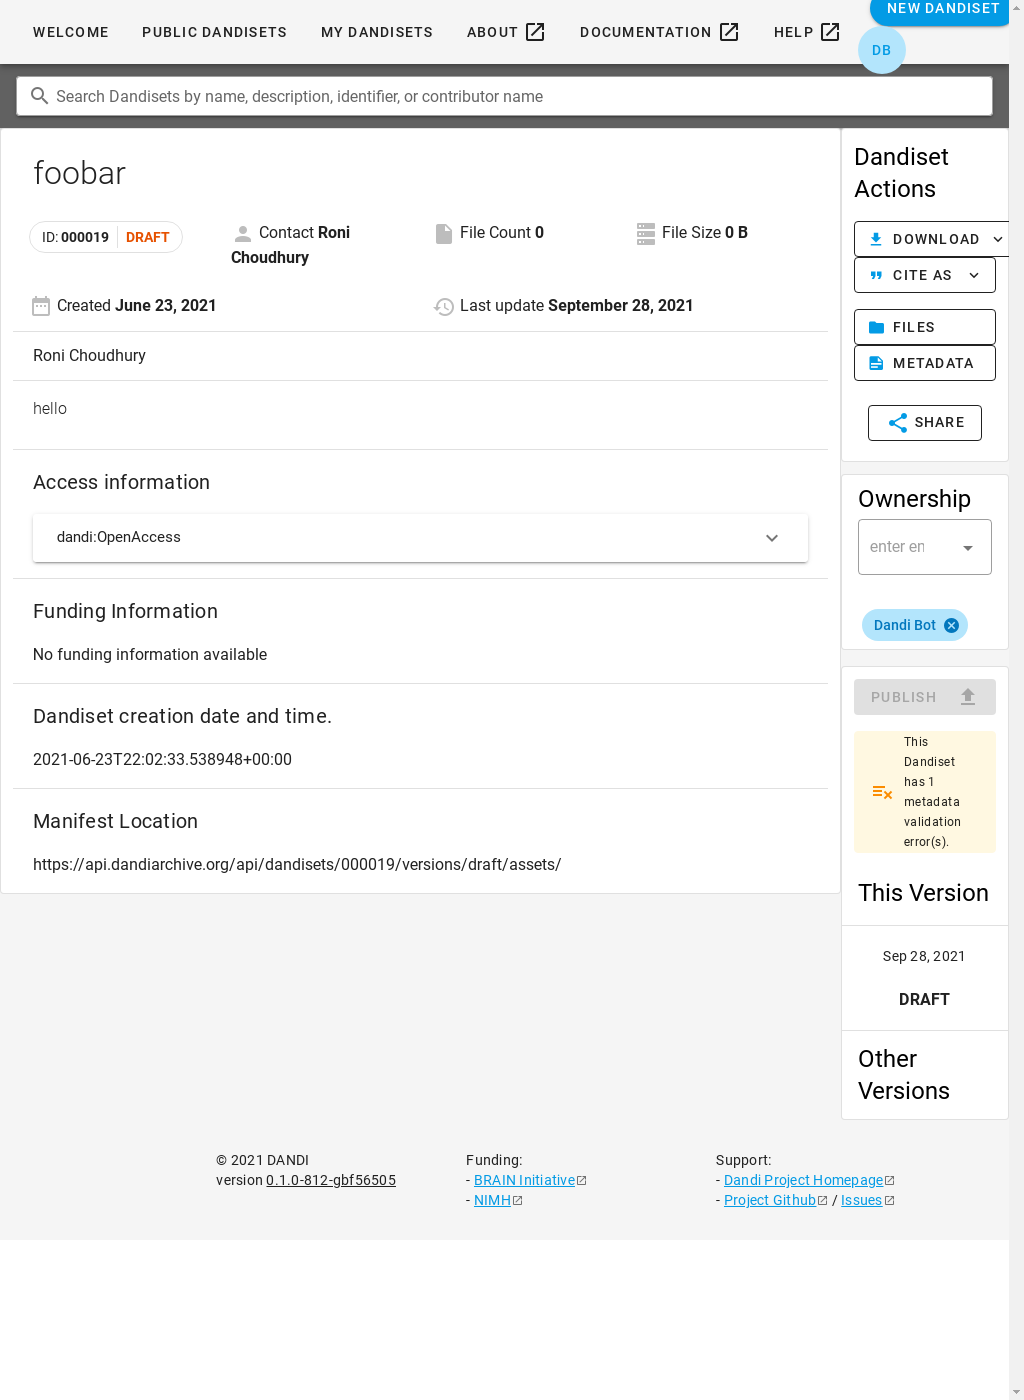 WELCOME
PUBLIC DANDISETS
MY DANDISETS
ABOUT
DOCUMENTATION
HELP
NEW DANDISET
DB
Search Dandisets by name, description, identifier, or contributor name
foobar
ID: 000019 DRAFT
Contact Roni
Choudhury
File Count 0
File Size 0 B
Created June 23, 2021
Last update September 28, 2021
Roni Choudhury
hello
Access information
dandi:OpenAccess
Funding Information
No funding information available
Dandiset creation date and time.
2021-06-23T22:02:33.538948+00:00
Manifest Location
https://api.dandiarchive.org/api/dandisets/000019/versions/draft/assets/
Dandiset
Actions
DOWNLOAD
CITE AS
FILES
METADATA
SHARE
Ownership
enter en
Dandi Bot
PUBLISH
This
Dandiset
has 1
metadata
validation
error(s).
This Version
Sep 28, 2021
DRAFT
Other
Versions
© 2021 DANDI
version 0.1.0-812-gbf56505
Funding:
- BRAIN Initiative
- NIMH
Support:
- Dandi Project Homepage
- Project Github / Issues